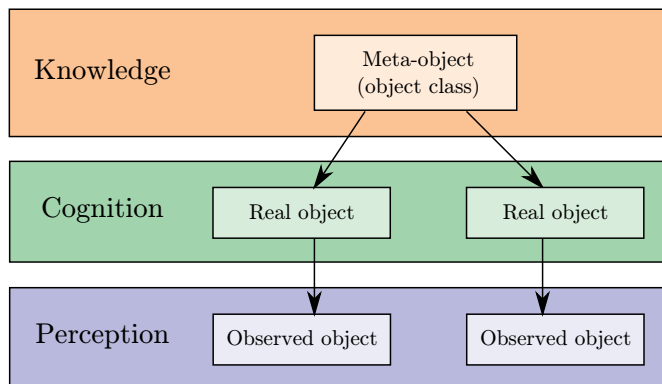 Knowledge
Meta-object
(object class)
Cognition
Real object
Real object
Perception
Observed object
Observed object